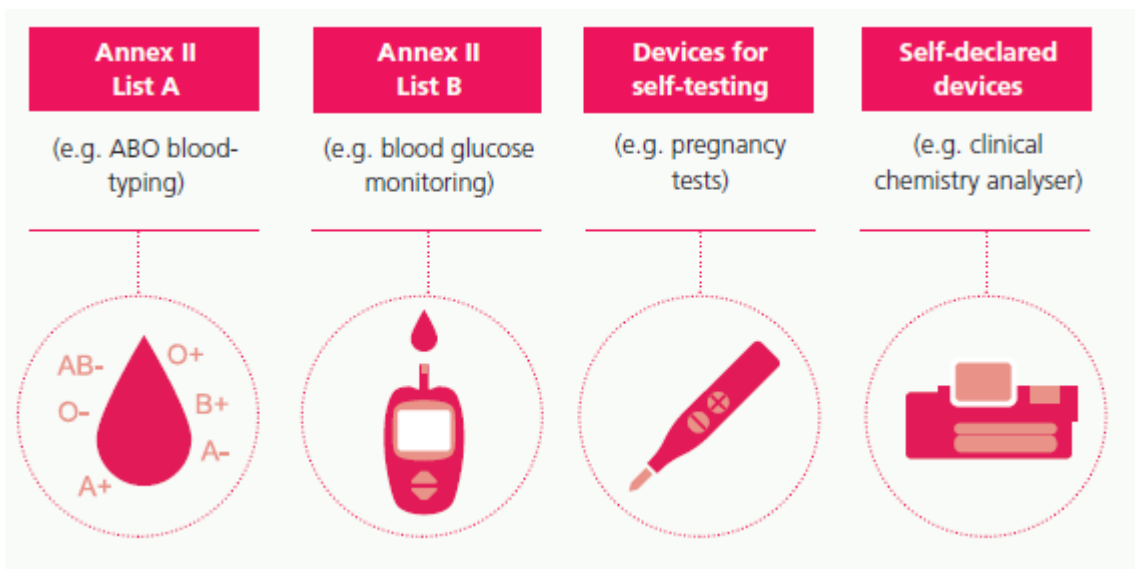 Annex II
List A
(e.g. ABO blood-
typing)
Annex II
List B
(e.g. blood glucose
monitoring)
Devices for
self-testing
(e.g. pregnancy
tests)
Self-declared
devices
(e.g. clinical
chemistry analyser)
AB-
O+
O-
B+
A-
A+